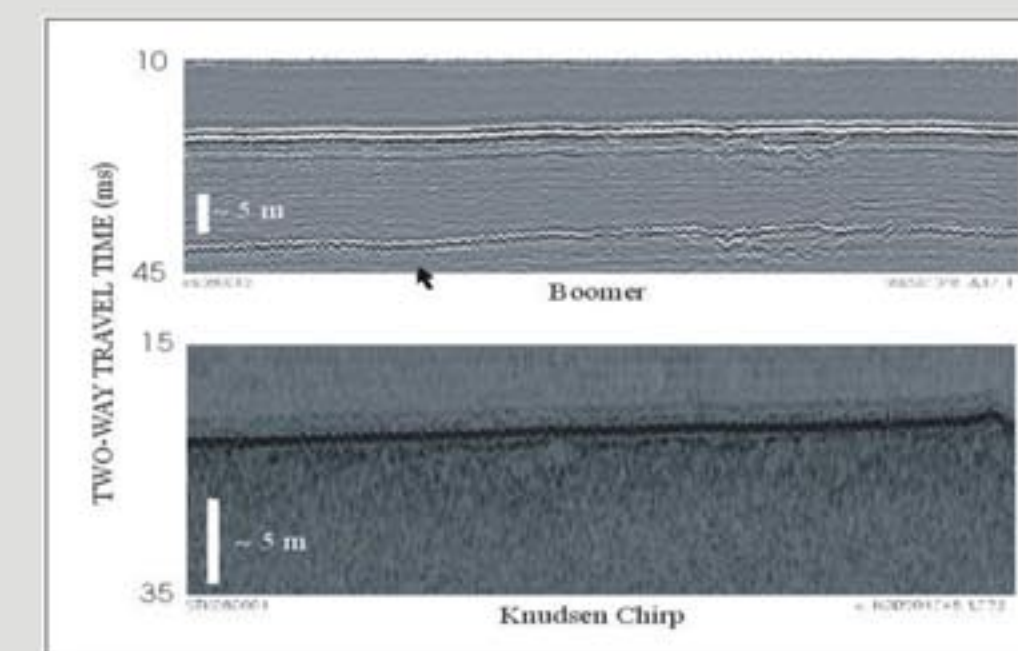 10
TWO-WAY TRAVEL TIME (ms)
~ 5 m
45
Boomer
15
~ 5 m
35
Knudsen Chirp